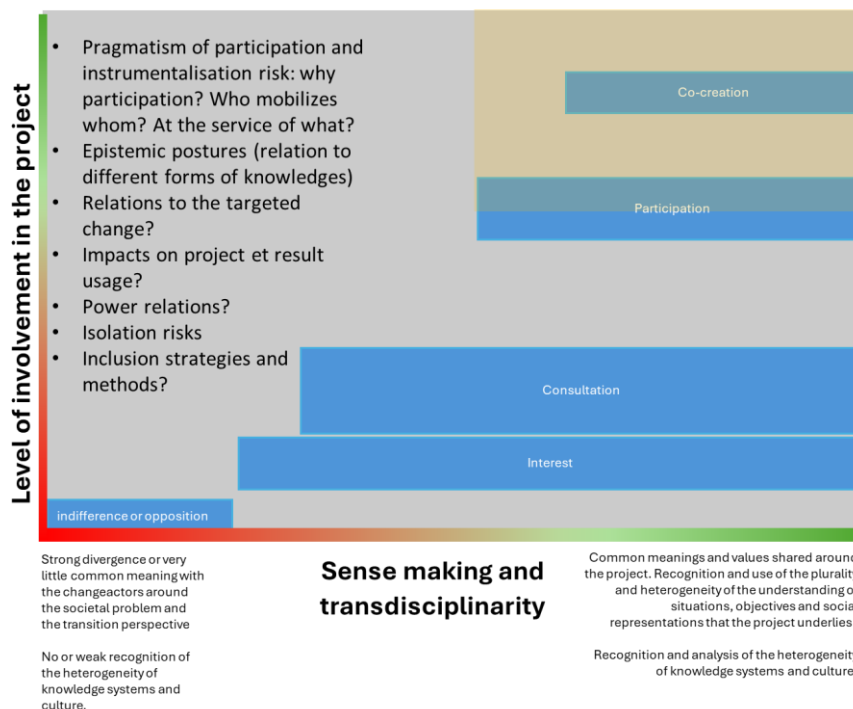 Level of involvement in the project
• Pragmatism of participation and
instrumentalisation risk: why
participation? Who mobilizes
whom? At the service of what?
• Epistemic postures (relation to
different forms of knowledges)
• Relations to the targeted
change?
• Impacts on project et result
usage?
• Power relations?
• Isolation risks
• Inclusion strategies and
methods?
Co-creation
Participation
Consultation
Interest
indifference or opposition
Strong divergence or very
little common meaning with
the changeactors around
the societal problem and
the transition perspective
No or weak recognition of
the heterogeneity of
knowledge systems and
culture.
Sense making and
transdisciplinarity
Common meanings and values shared around
the project. Recognition and use of the plurality
and heterogeneity of the understanding o
situations, objectives and socia
representations that the project underlies
Recognition and analysis of the heterogeneity
of knowledge systems and culture